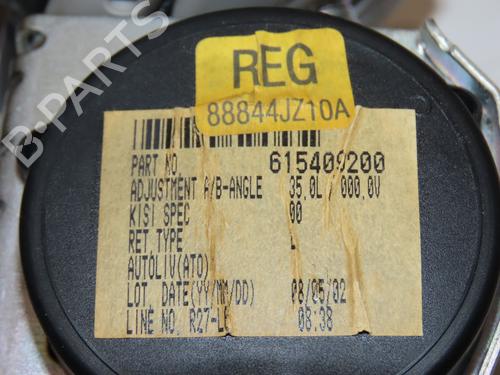 B-PARTS
REG
88844JZ10A
PART NO. 615409200
ADJUSTMENT A/B-ANGLE 35.0L / 000.0V
KISI SPEC 00
RET.TYPE L
AUTOLIV(ATO)
LOT. DATE(YY/MM/DD) 08/05/02
LINE NO. R27-L 08:38